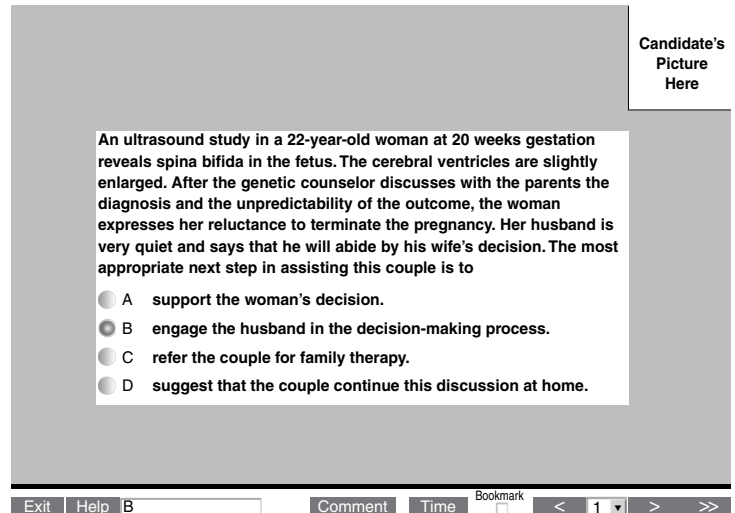 Candidate's
Picture
Here
An ultrasound study in a 22-year-old woman at 20 weeks gestation
reveals spina bifida in the fetus. The cerebral ventricles are slightly
enlarged. After the genetic counselor discusses with the parents the
diagnosis and the unpredictability of the outcome, the woman
expresses her reluctance to terminate the pregnancy. Her husband is
very quiet and says that he will abide by his wife's decision. The most
appropriate next step in assisting this couple is to
A support the woman's decision.
B engage the husband in the decision-making process.
C refer the couple for family therapy.
D suggest that the couple continue this discussion at home.
Bookmark
Exit Help B Comment Time < 1 > >>